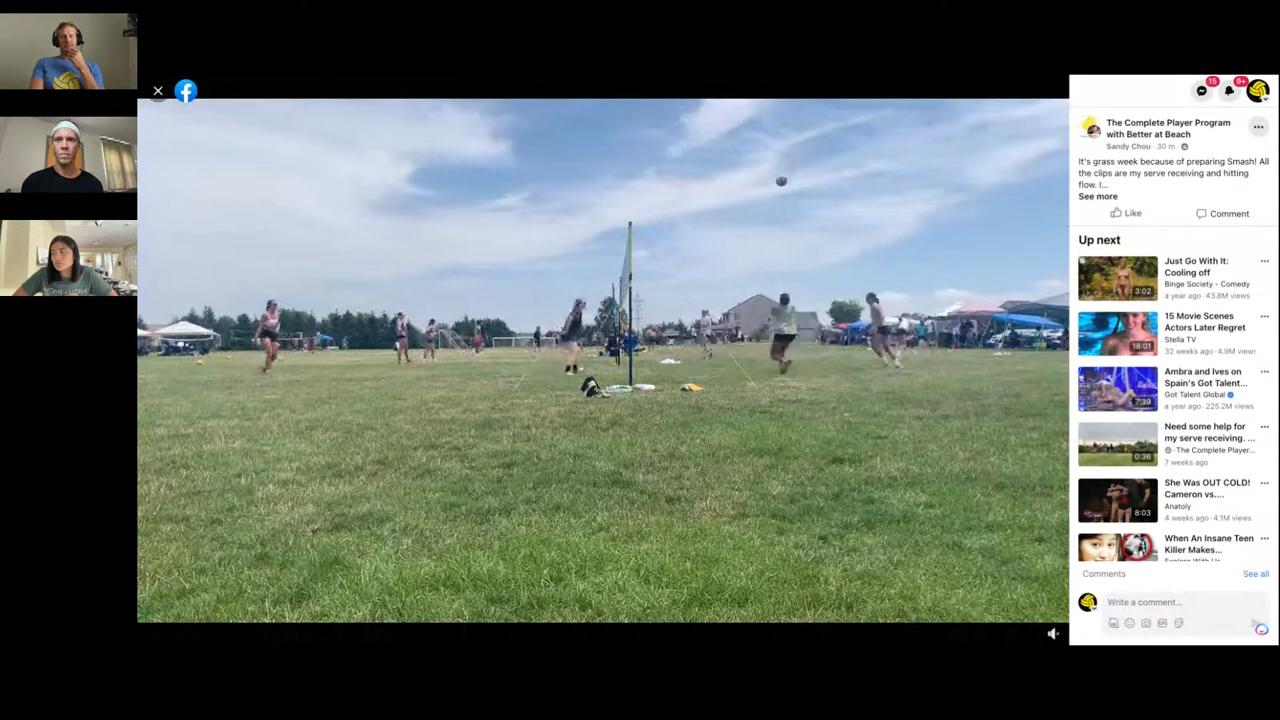 15
9+
The Complete Player Program
with Better at Beach
Sandy Chou · 30 m ·
It's grass week because of preparing Smash! All
the clips are my serve receiving and hitting
flow. I...
See more
Like
Comment
Up next
Just Go With It:
Cooling off
Binge Society - Comedy
a year ago · 43.8M views
3:02
15 Movie Scenes
Actors Later Regret
Stella TV
32 weeks ago · 4.9M views
18:01
Ambra and Ives on
Spain's Got Talent...
Got Talent Global
a year ago · 225.2M views
7:39
Need some help for
my serve receiving. ...
· The Complete Player...
7 weeks ago
0:36
She Was OUT COLD!
Cameron vs....
Anatoly
4 weeks ago · 4.1M views
8:03
When An Insane Teen
Killer Makes...
Comments
See all
Write a comment...